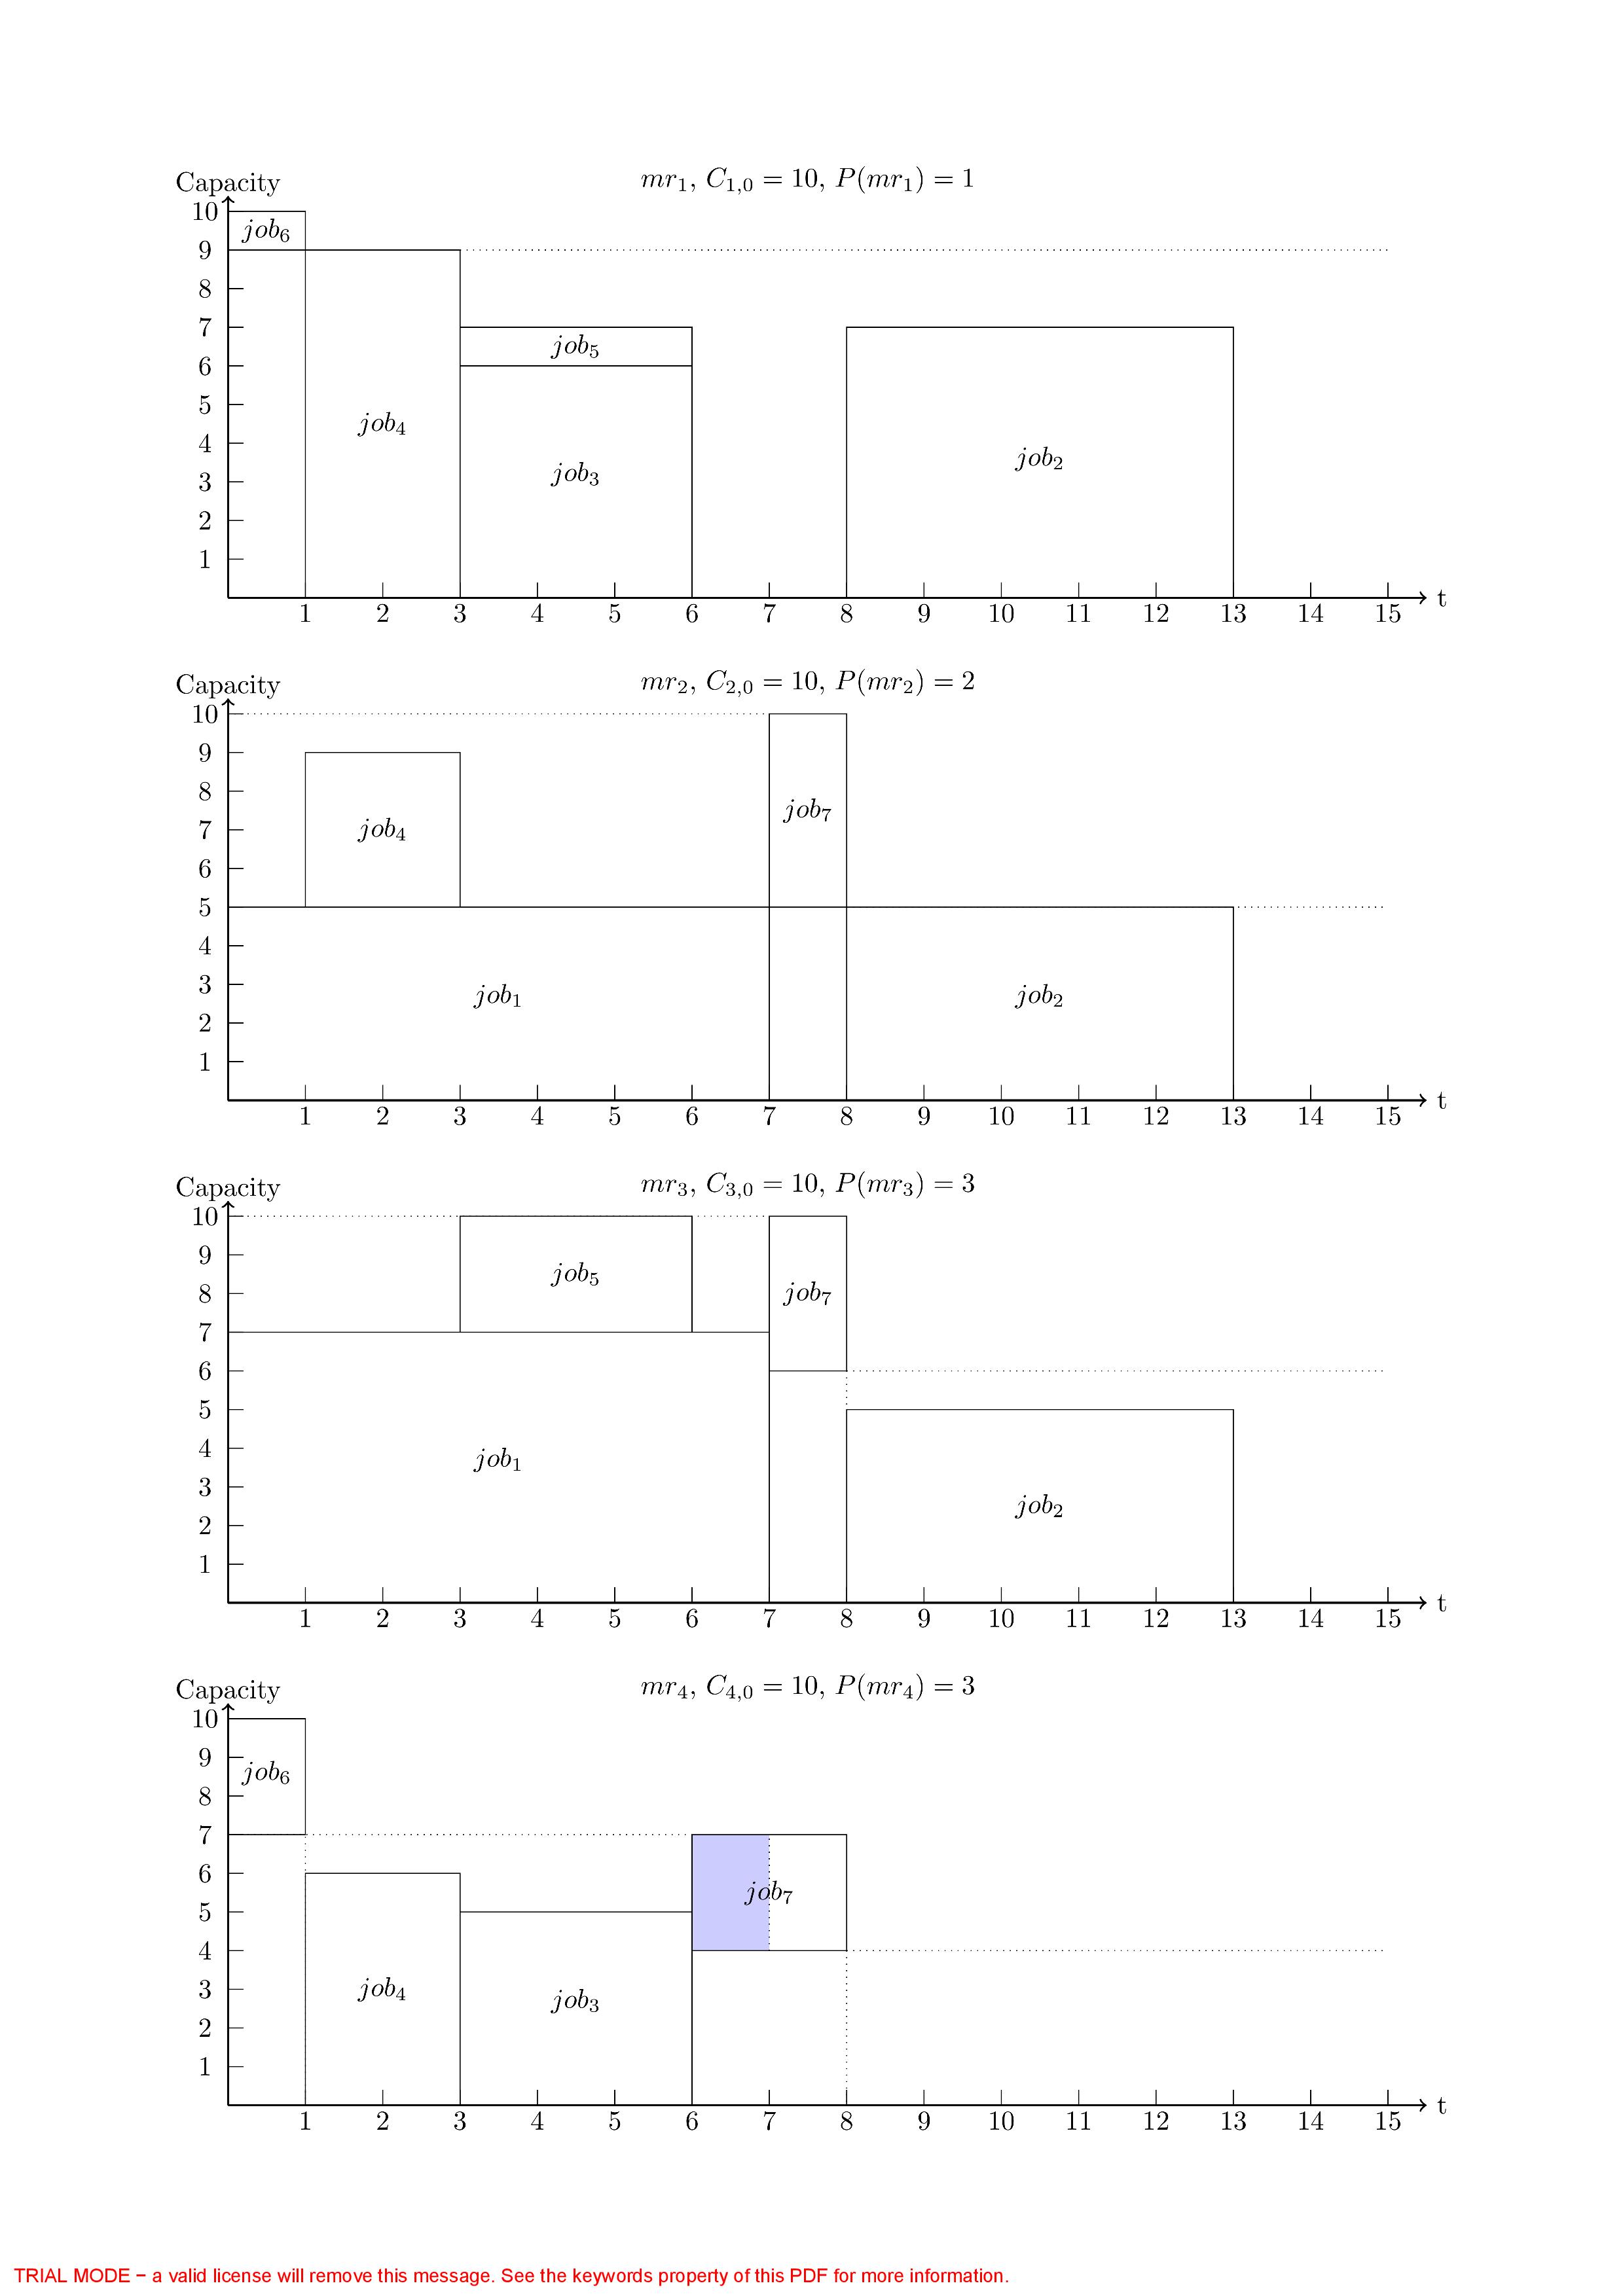 mr₁, C₁,₀ = 10, P(mr₁) = 1
Capacity
10
job₆
9
8
7
job₅
6
5
job₄
4
job₃
job₂
3
2
1
1 2 3 4 5 6 7 8 9 10 11 12 13 14 15 t
mr₂, C₂,₀ = 10, P(mr₂) = 2
Capacity
10
9
8
job₇
7
job₄
6
5
4
3
job₁
job₂
2
1
1 2 3 4 5 6 7 8 9 10 11 12 13 14 15 t
mr₃, C₃,₀ = 10, P(mr₃) = 3
Capacity
10
9
job₅
8
job₇
7
6
5
4
job₁
3
job₂
2
1
1 2 3 4 5 6 7 8 9 10 11 12 13 14 15 t
mr₄, C₄,₀ = 10, P(mr₄) = 3
Capacity
10
9
job₆
8
7
6
job₇
5
4
3
job₄
job₃
2
1
1 2 3 4 5 6 7 8 9 10 11 12 13 14 15 t
TRIAL MODE − a valid license will remove this message. See the keywords property of this PDF for more information.